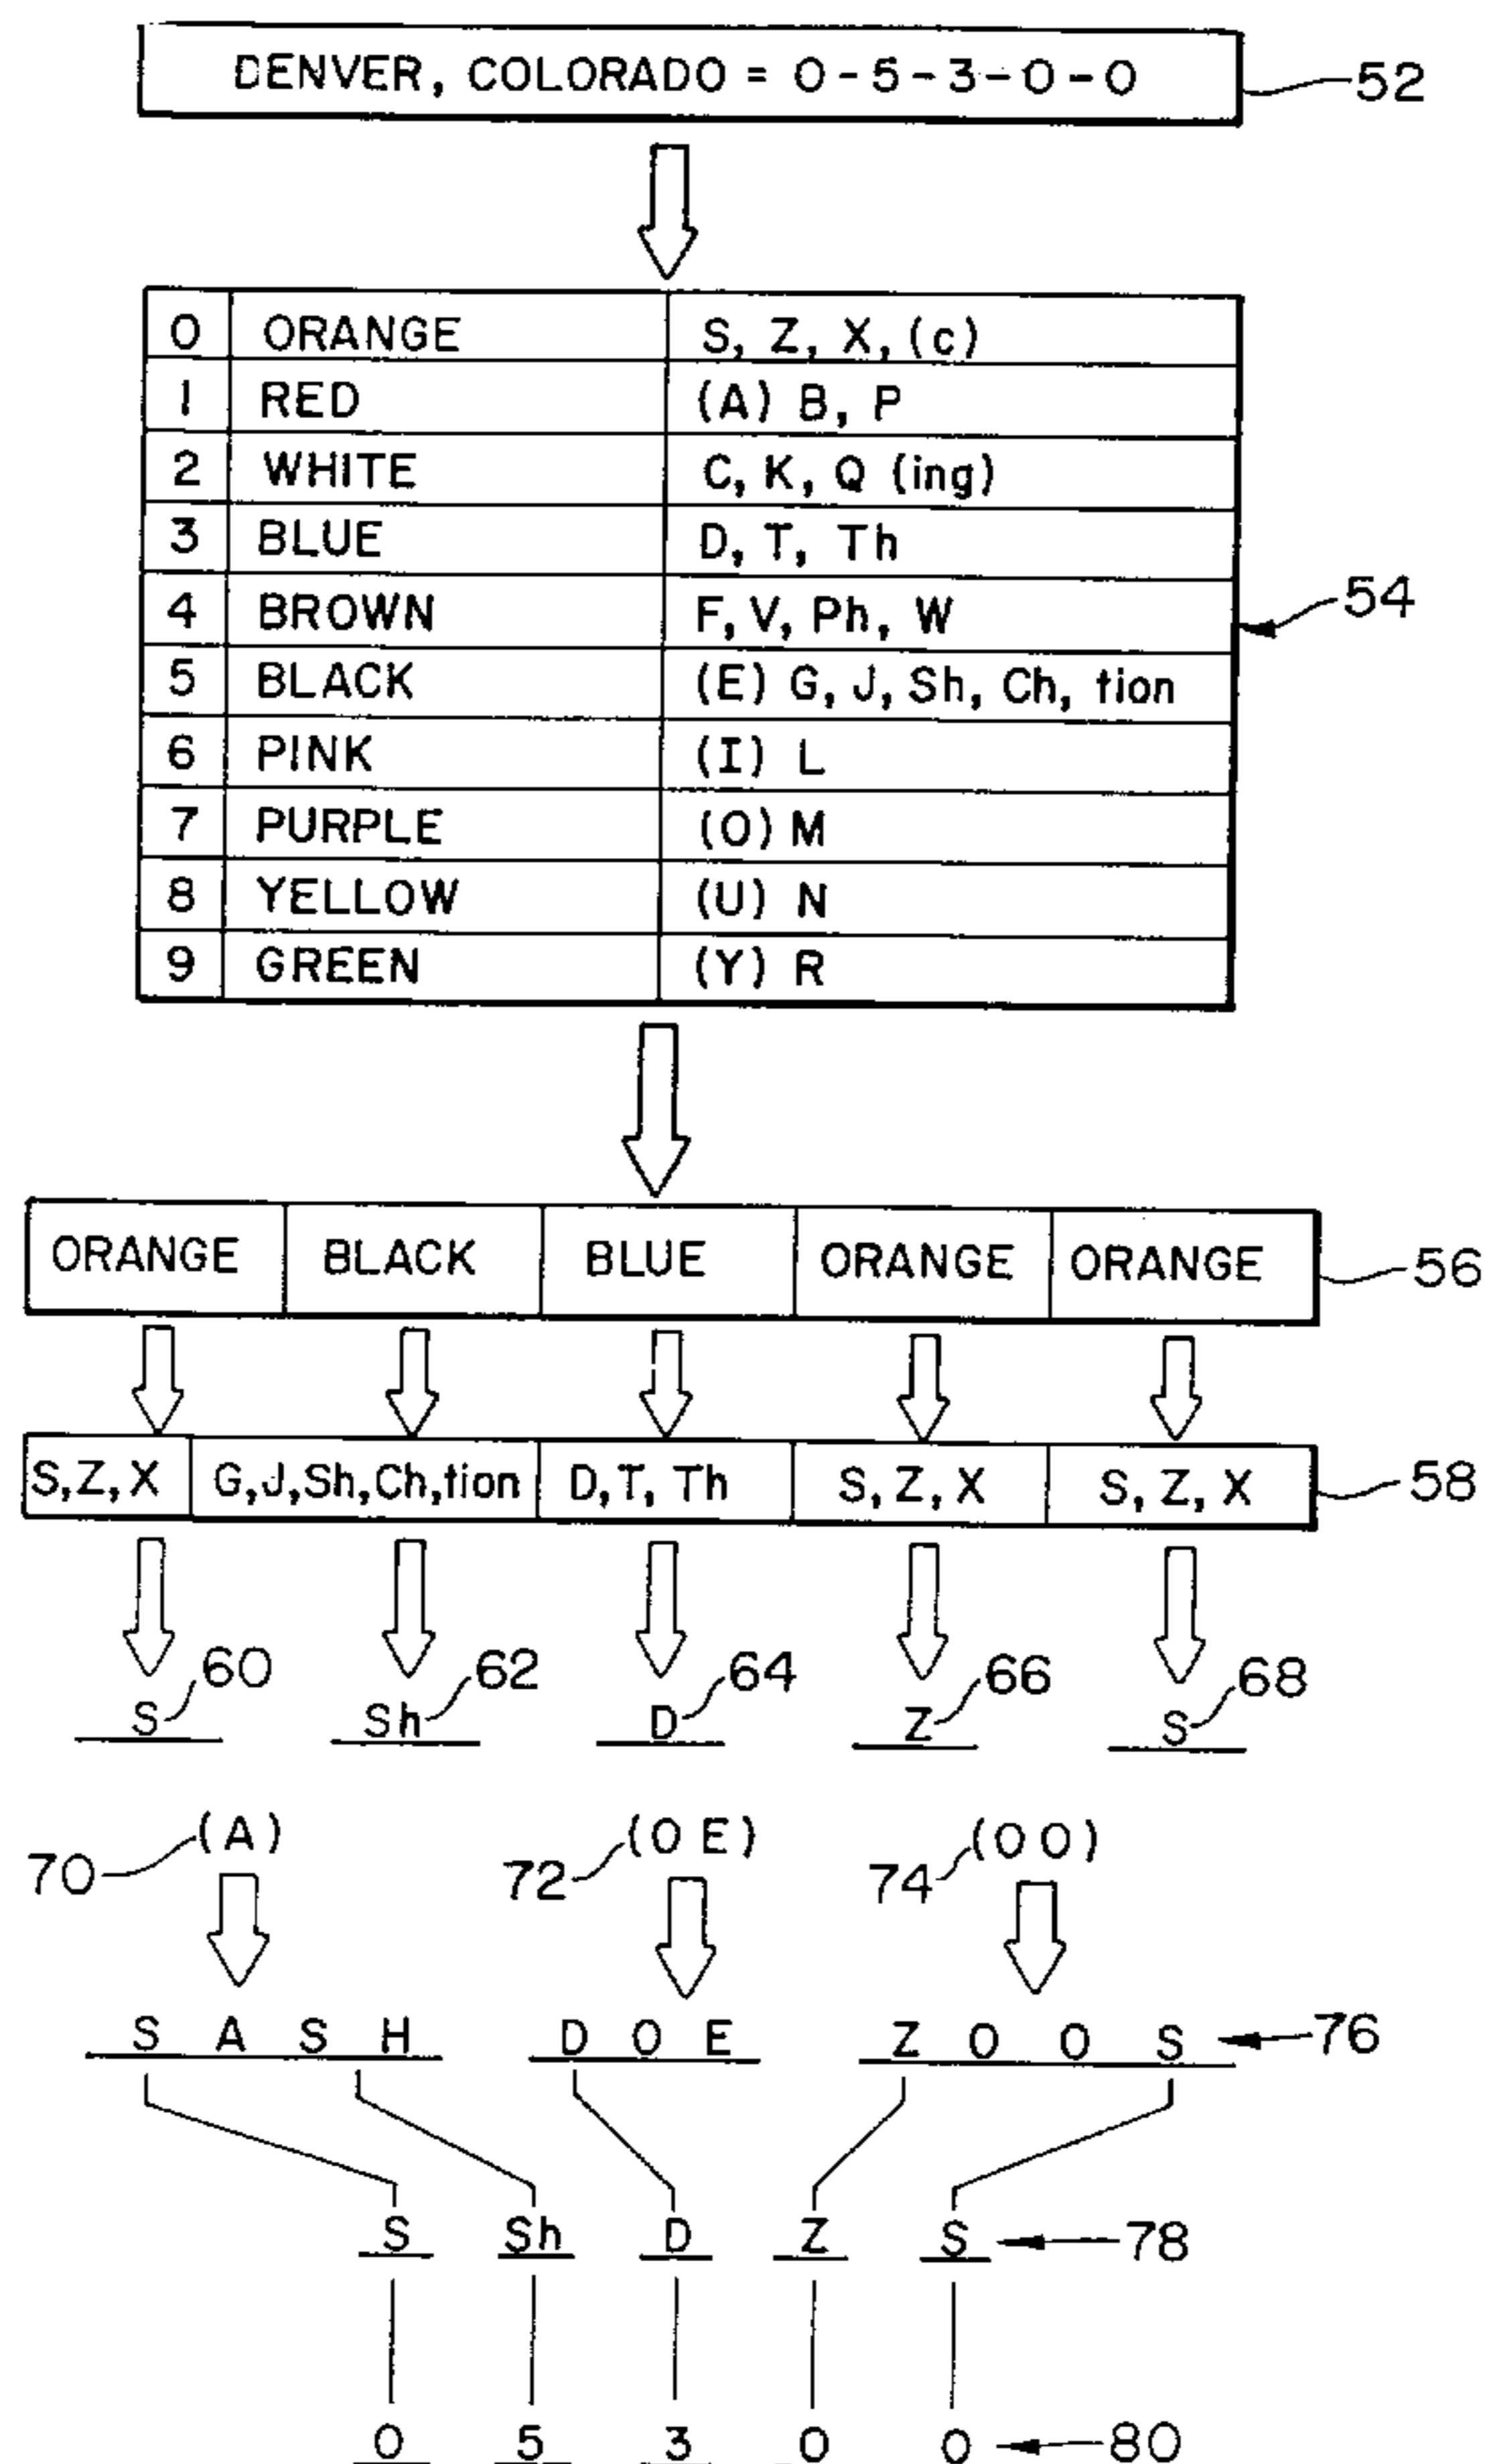 DENVER, COLORADO = 0-5-3-0-0 52
0 ORANGE S, Z, X, (c)
1 RED (A) B, P
2 WHITE C, K, Q (ing)
3 BLUE D, T, Th
4 BROWN F, V, Ph, W
54
5 BLACK (E) G, J, Sh, Ch, tion
6 PINK (I) L
7 PURPLE (O) M
8 YELLOW (U) N
9 GREEN (Y) R
ORANGE BLACK BLUE ORANGE ORANGE 56
S, Z, X G, J, Sh, Ch, tion D, T, Th S, Z, X S, Z, X 58
60 62 64 66 68
S Sh D Z S
(A) (O E) (O O)
70 72 74
S A S H D O E Z O O S 76
S Sh D Z S 78
0 5 3 0 0 80